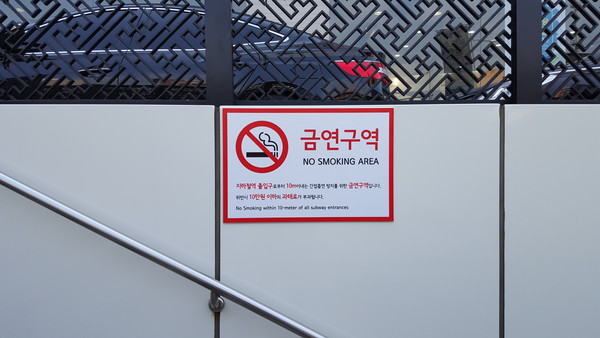 금연구역
NO SMOKING AREA
지하철역 출입구로부터 10m이내는 간접흡연 방지를 위한 금연구역입니다.
위반시 10만원 이하의 과태료가 부과됩니다.
No Smoking within 10-meter of all subway entrances